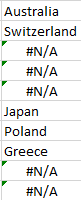 Australia
Switzerland
#N/A
#N/A
#N/A
Japan
Poland
Greece
#N/A
#N/A